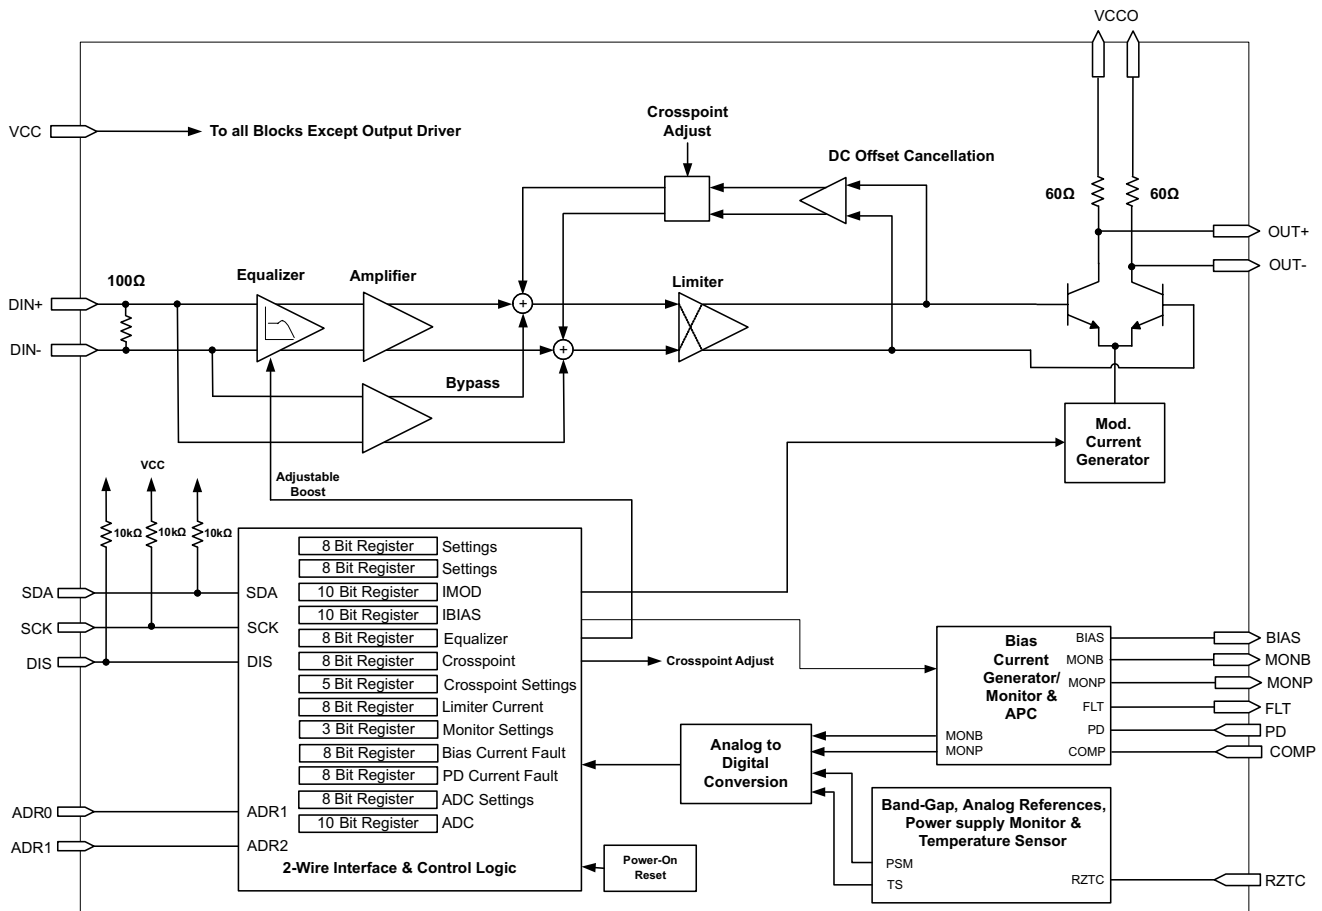 VCCO
VCC
To all Blocks Except Output Driver
Crosspoint
Adjust
DC Offset Cancellation
60Ω
60Ω
OUT+
OUT-
100Ω
Equalizer
Amplifier
Limiter
DIN+
DIN-
+
+
Bypass
Mod.
Current
Generator
VCC
Adjustable
Boost
10kΩ
10kΩ
10kΩ
8 Bit Register Settings
8 Bit Register Settings
SDA
SDA
10 Bit Register IMOD
10 Bit Register IBIAS
SCK
SCK
8 Bit Register Equalizer
DIS
DIS
8 Bit Register Crosspoint
Crosspoint Adjust
5 Bit Register Crosspoint Settings
8 Bit Register Limiter Current
3 Bit Register Monitor Settings
8 Bit Register Bias Current Fault
8 Bit Register PD Current Fault
8 Bit Register ADC Settings
10 Bit Register ADC
ADR0
ADR1
ADR1
ADR2
2-Wire Interface & Control Logic
Power-On
Reset
Analog to
Digital
Conversion
Bias
Current
Generator/
Monitor &
APC
BIAS
MONB
MONP
FLT
PD
COMP
MONB
MONP
BIAS
MONB
MONP
FLT
PD
COMP
Band-Gap, Analog References,
Power supply Monitor &
Temperature Sensor
PSM
TS
RZTC
RZTC